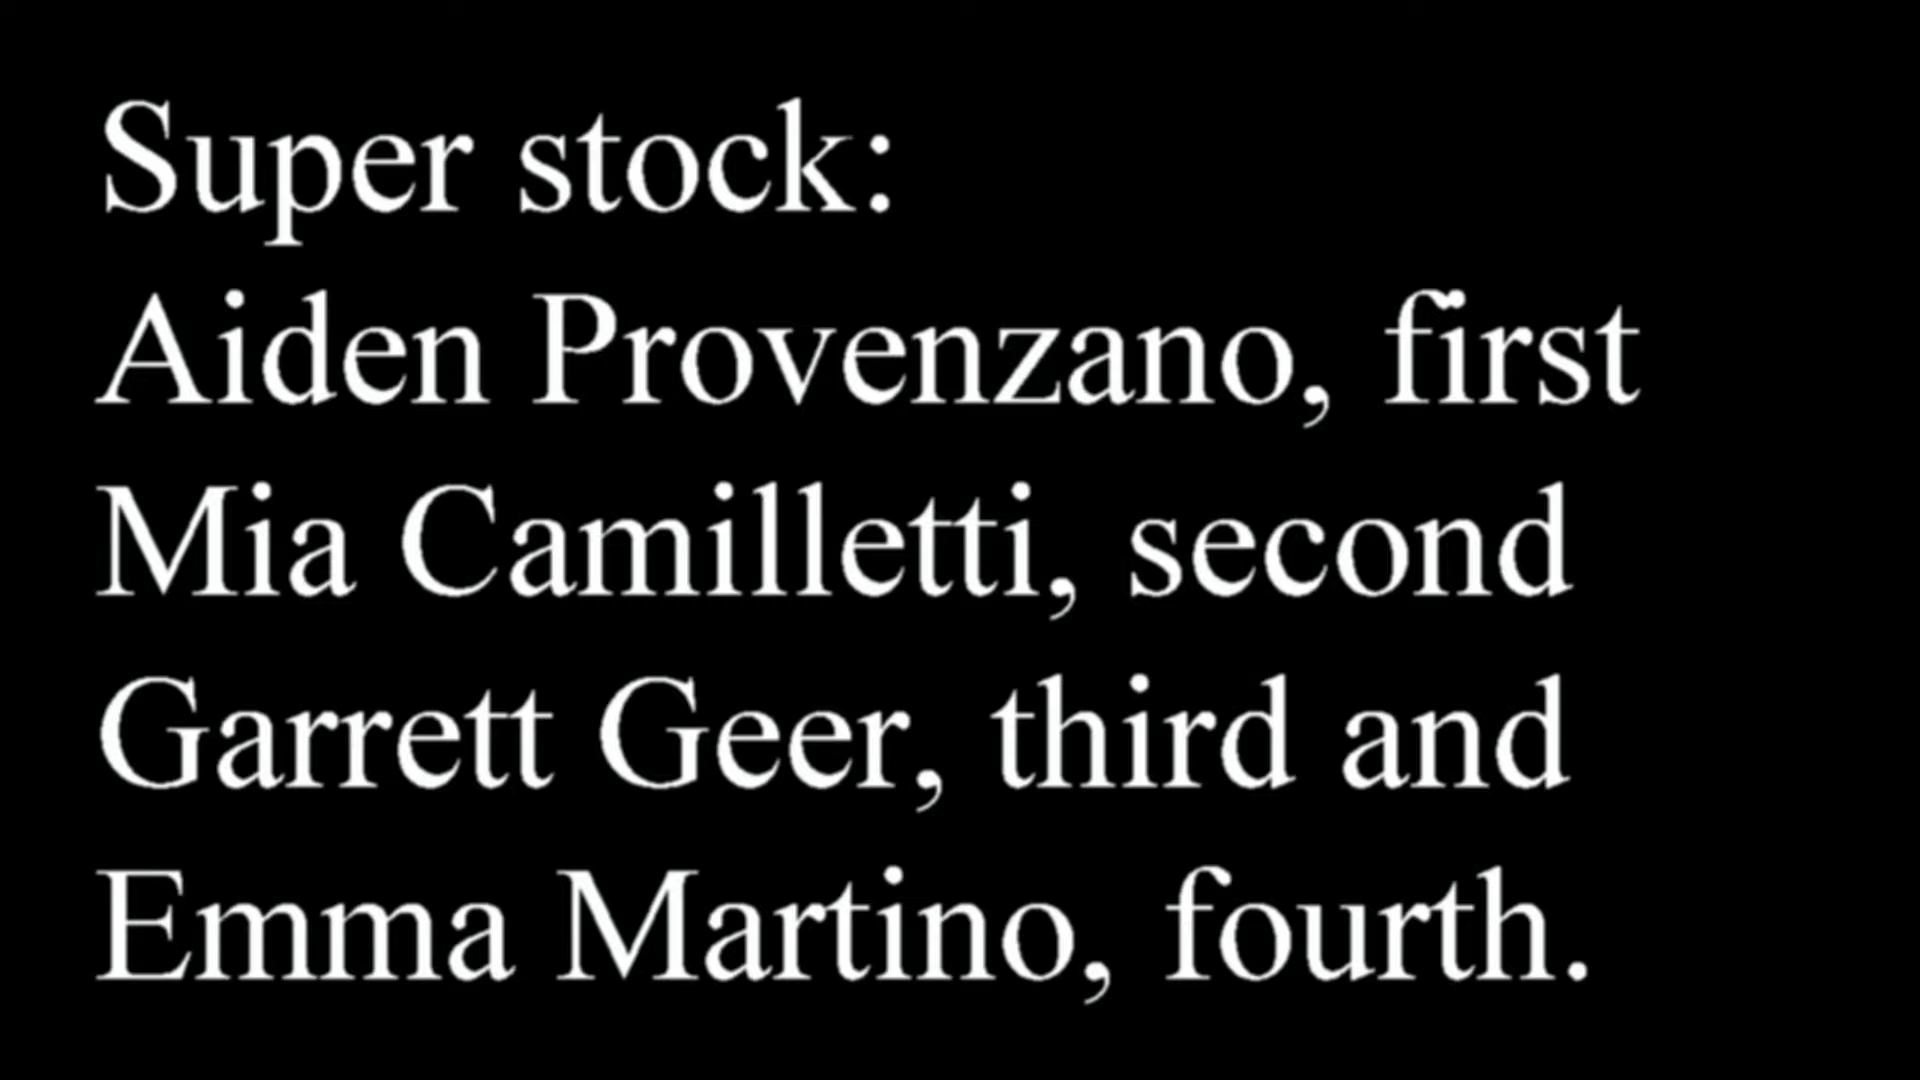 Super stock:
Aiden Provenzano, first
Mia Camilletti, second
Garrett Geer, third and
Emma Martino, fourth.